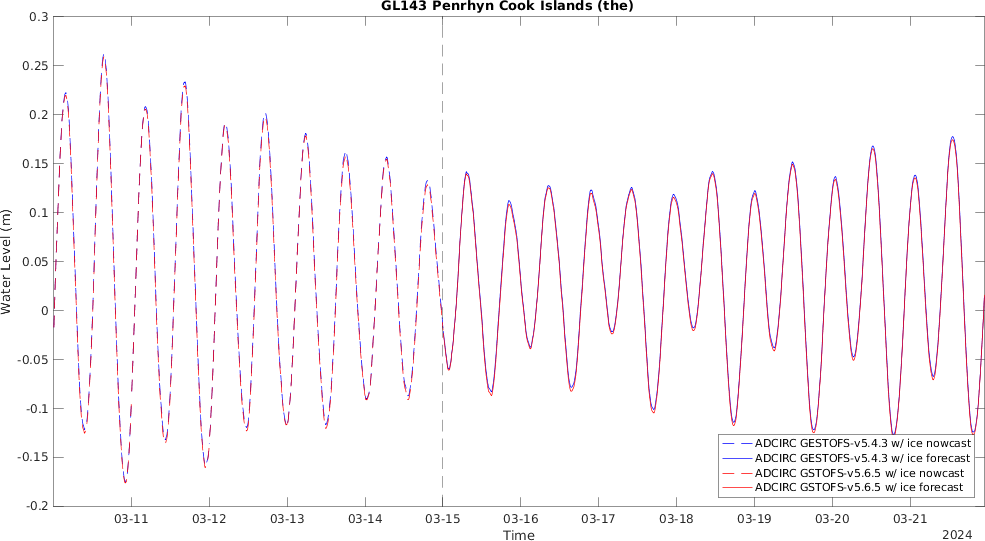 GL143 Penrhyn Cook Islands (the)
0.3
0.25
0.2
0.15
0.1
0.05
0
-0.05
-0.1
-0.15
-0.2
Water Level (m)
ADCIRC GESTOFS-v5.4.3 w/ ice nowcast
ADCIRC GESTOFS-v5.4.3 w/ ice forecast
ADCIRC GSTOFS-v5.6.5 w/ ice nowcast
ADCIRC GSTOFS-v5.6.5 w/ ice forecast
03-11 03-12 03-13 03-14 03-15 03-16 03-17 03-18 03-19 03-20 03-21
Time
2024